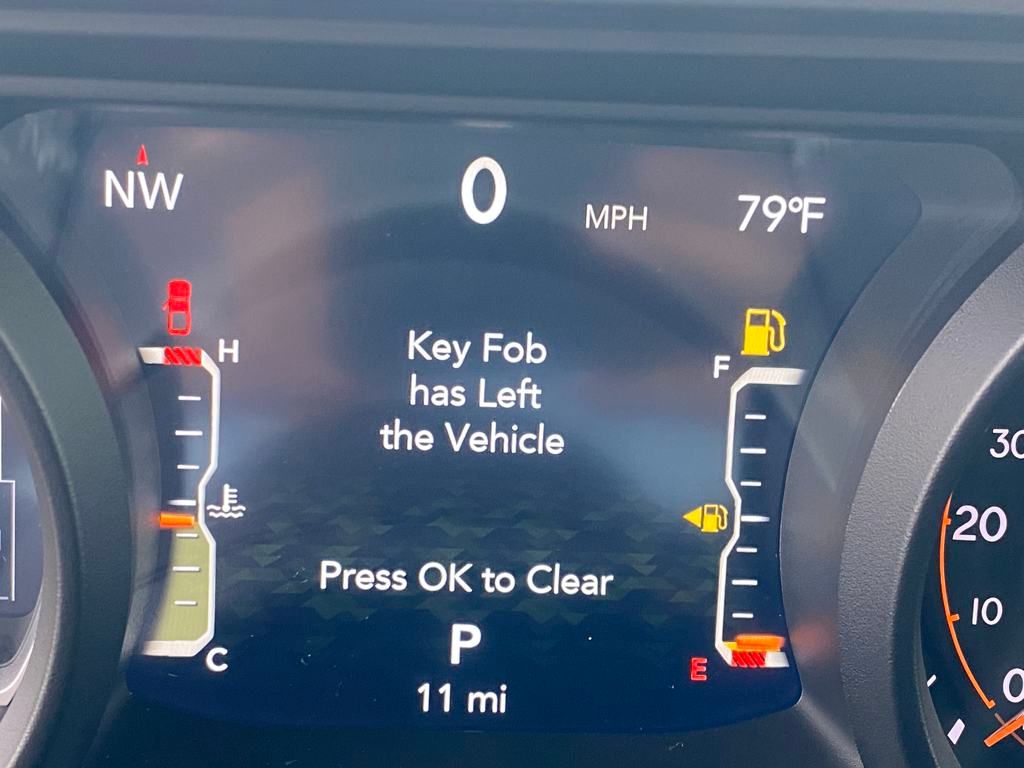 NW
0
MPH
79°F
H
F
Key Fob
has Left
the Vehicle
Press OK to Clear
C
P
E
11 mi
30
20
10
0